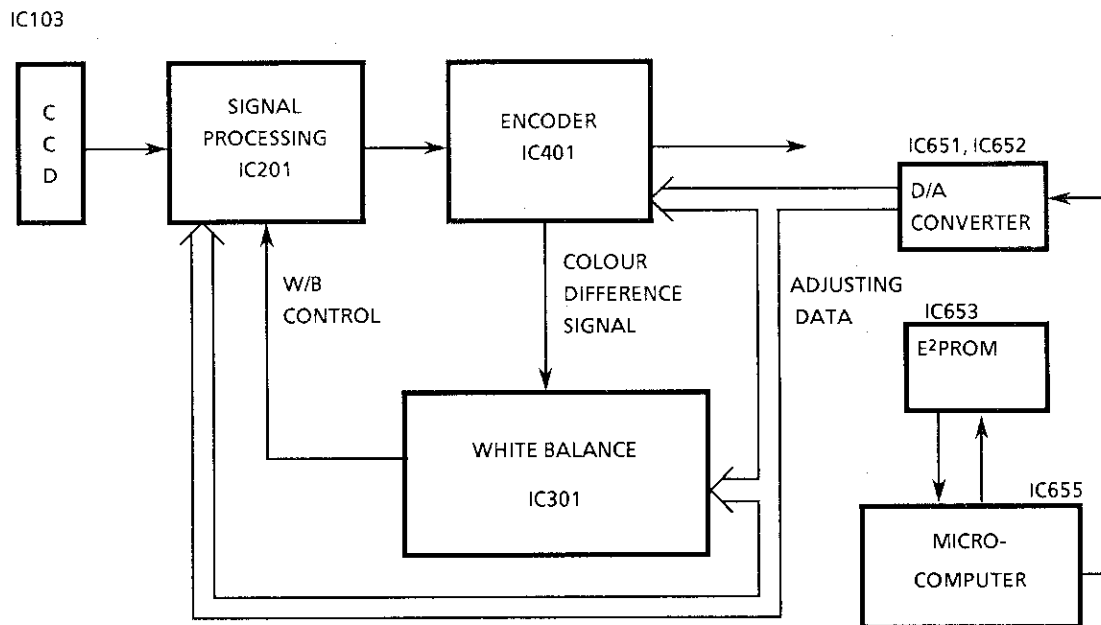 IC103
C
C
D
SIGNAL
PROCESSING
IC201
ENCODER
IC401
IC651, IC652
D/A
CONVERTER
W/B
CONTROL
COLOUR
DIFFERENCE
SIGNAL
ADJUSTING
DATA
IC653
E²PROM
WHITE BALANCE
IC301
IC655
MICRO-
COMPUTER